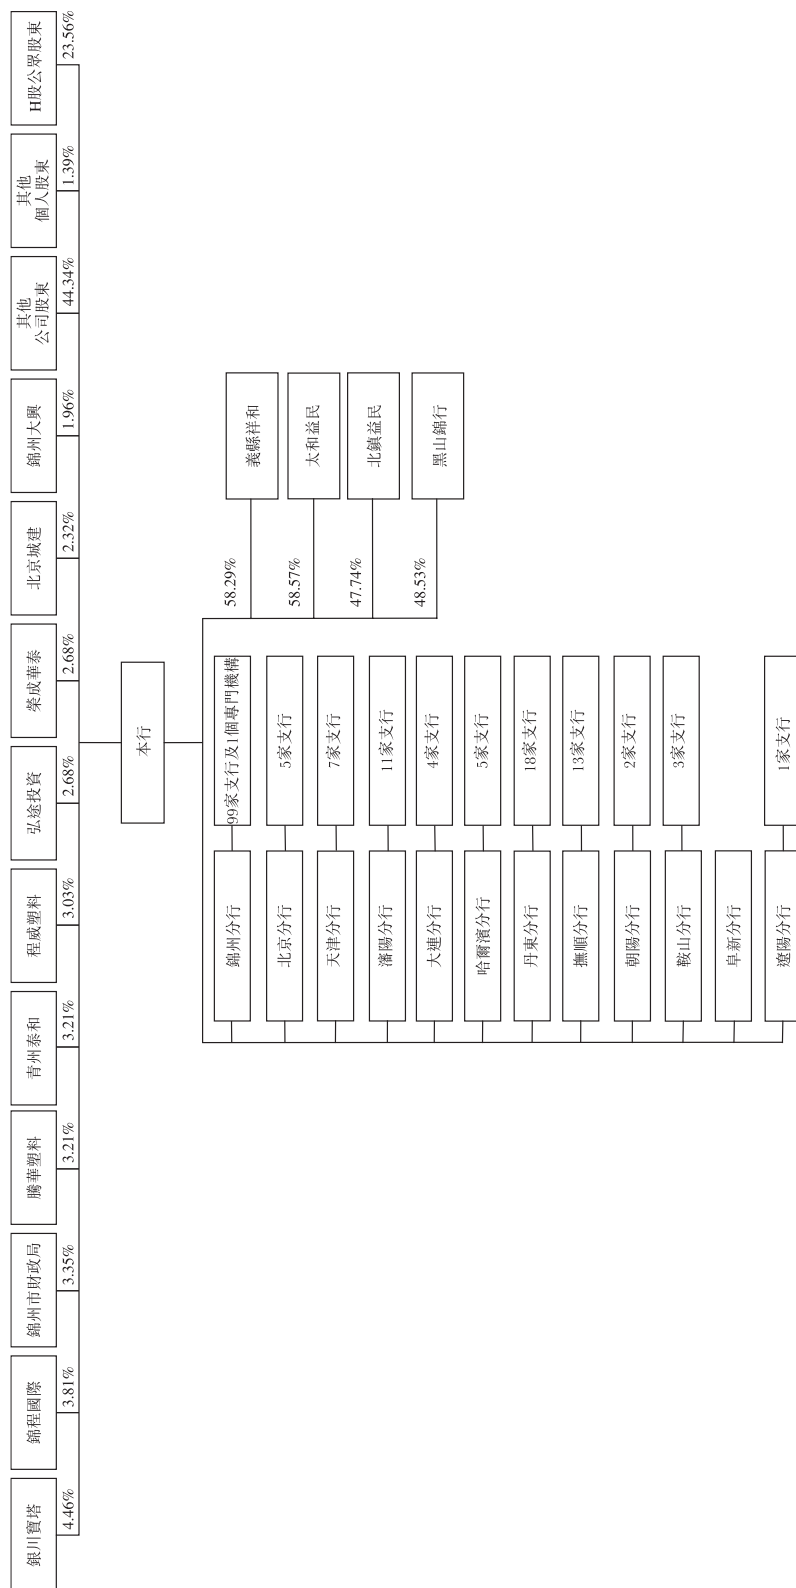 銀川寶塔
錦程國際
錦州市財政局
騰華塑料
青州泰和
程威塑料
弘途投資
榮成華泰
北京城建
錦州大興
其他
公司股東
其他
個人股東
H股公眾股東
4.46%
3.81%
3.35%
3.21%
3.21%
3.03%
2.68%
2.68%
2.32%
1.96%
44.34%
1.39%
23.56%
本行
錦州分行
99家支行及1個專門機構
58.29%
義縣祥和
北京分行
5家支行
58.57%
太和益民
天津分行
7家支行
47.74%
北鎮益民
瀋陽分行
11家支行
48.53%
黑山錦行
大連分行
4家支行
哈爾濱分行
5家支行
丹東分行
18家支行
撫順分行
13家支行
朝陽分行
2家支行
鞍山分行
3家支行
阜新分行
遼陽分行
1家支行